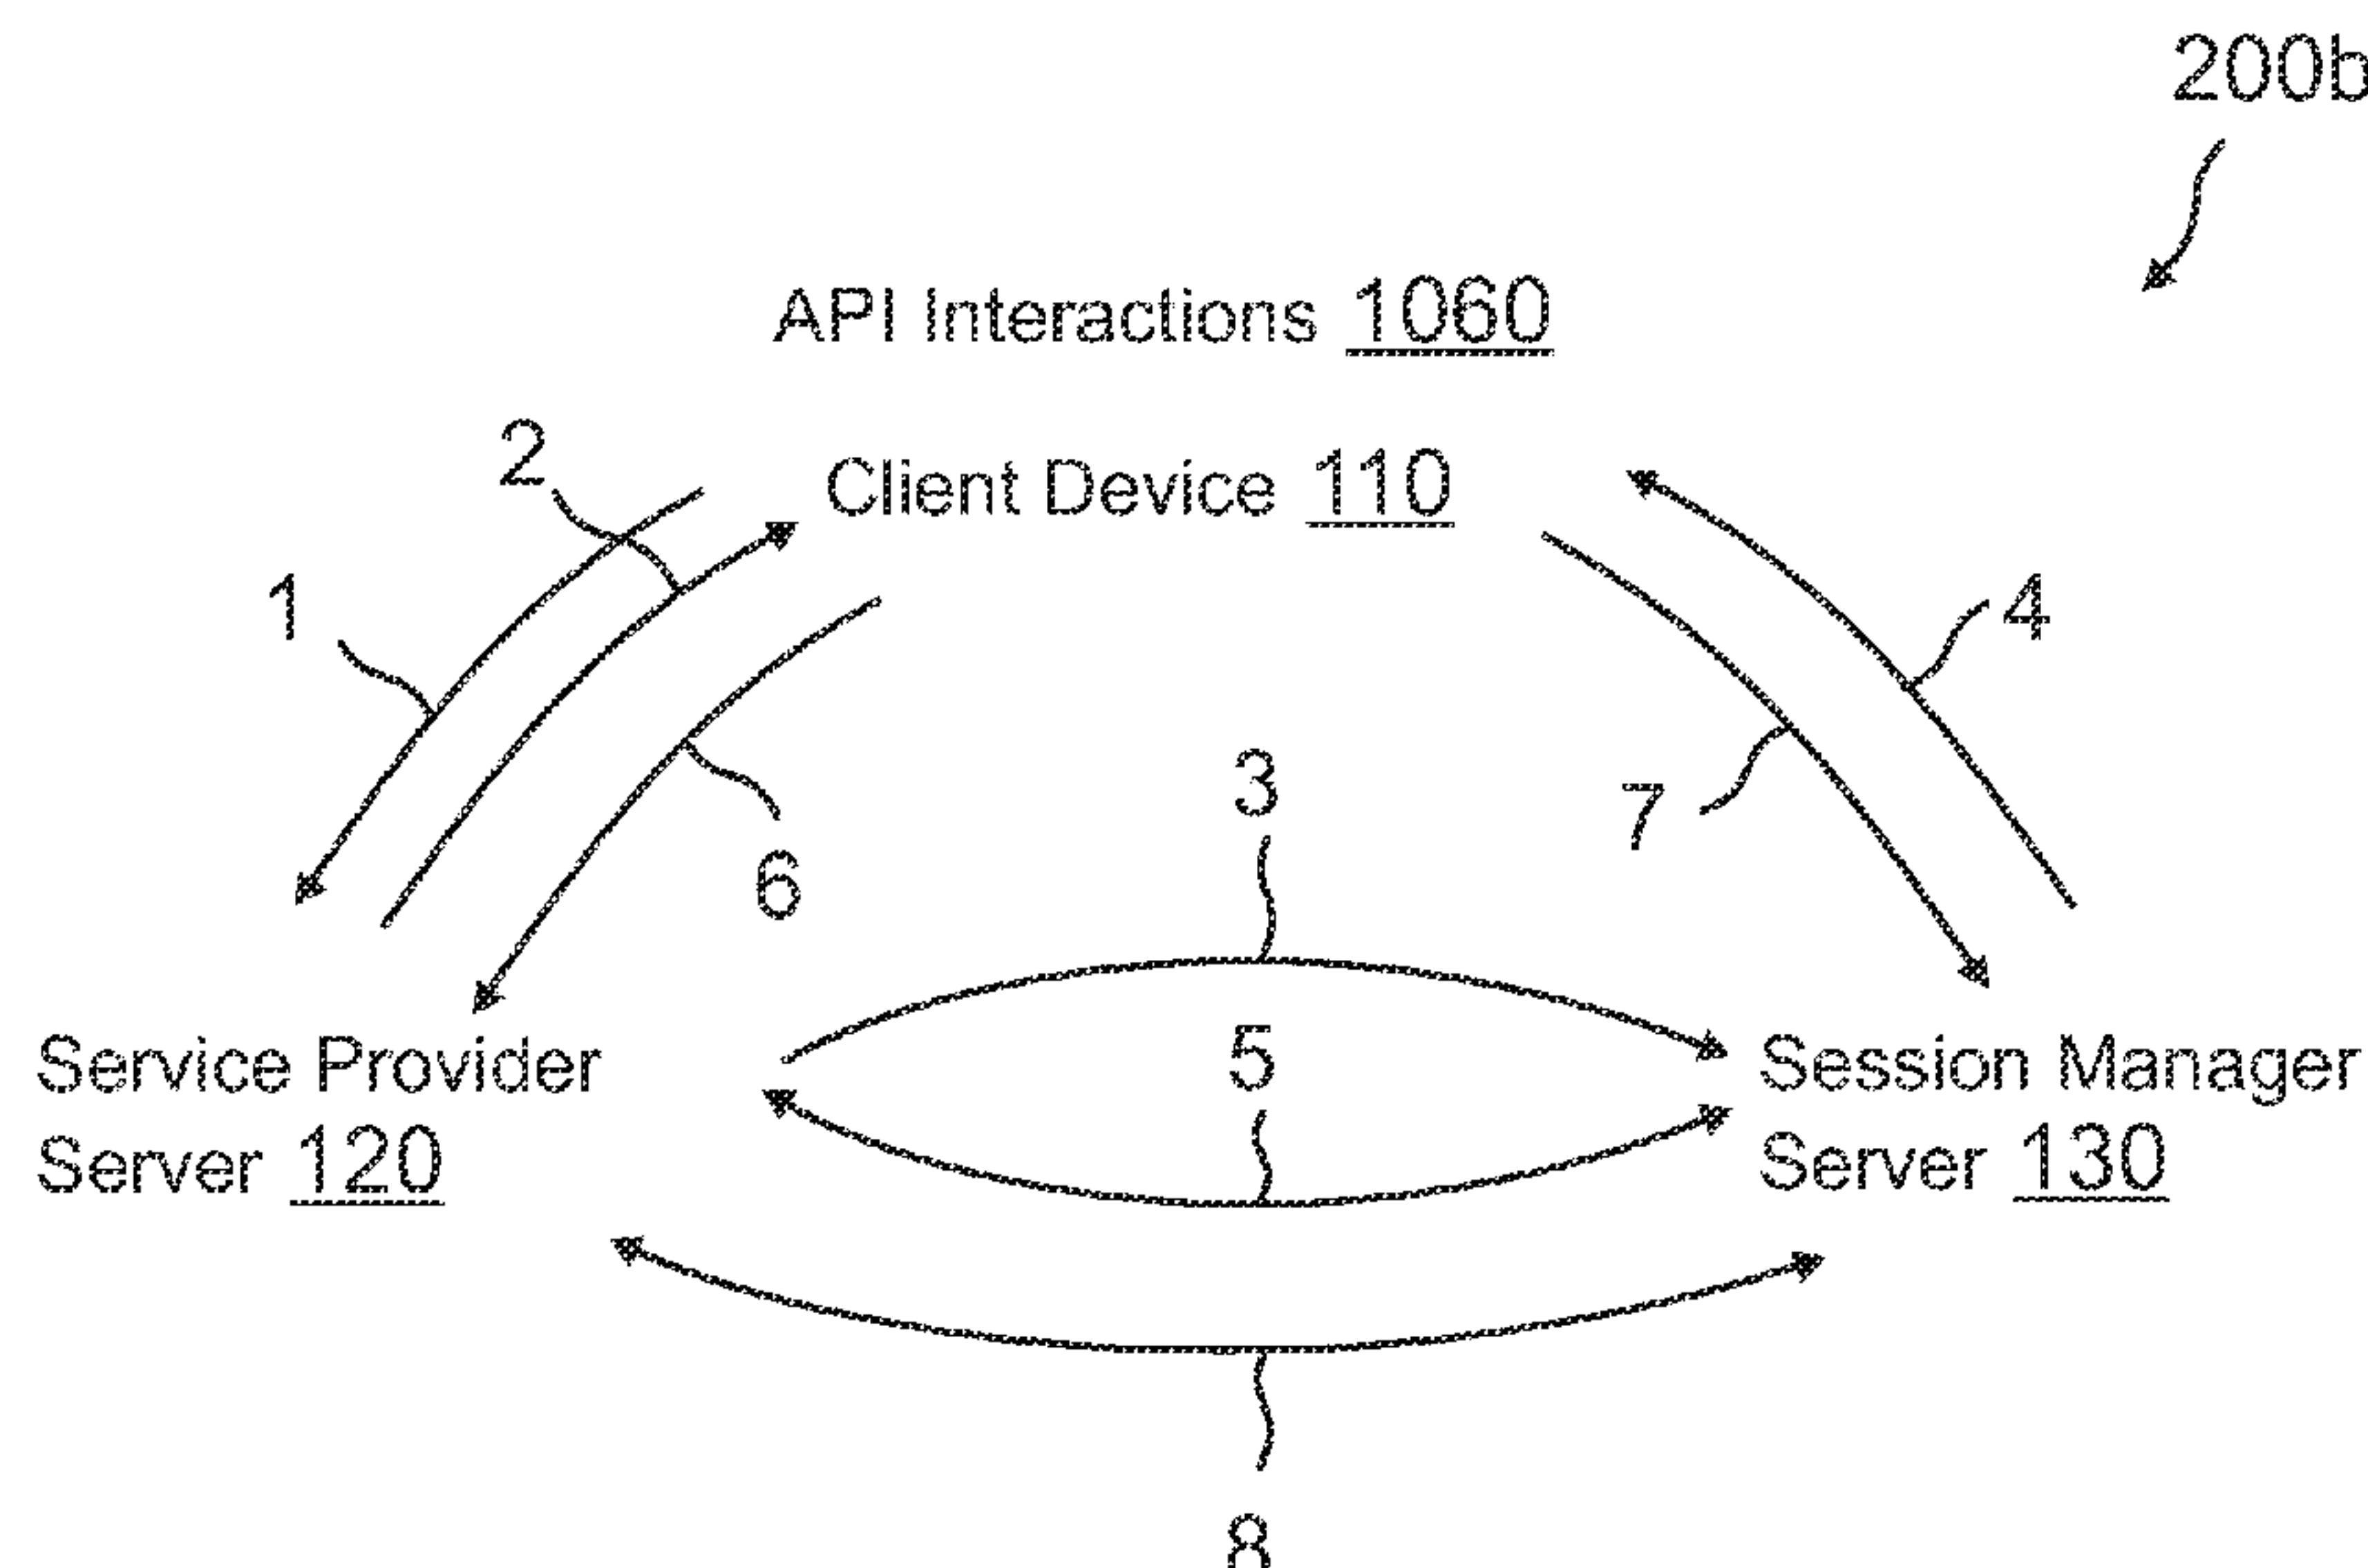 200b
API Interactions 1060
2
Client Device 110
1
4
3
7
6
5
Service Provider
Server 120
Session Manager
Server 130
8